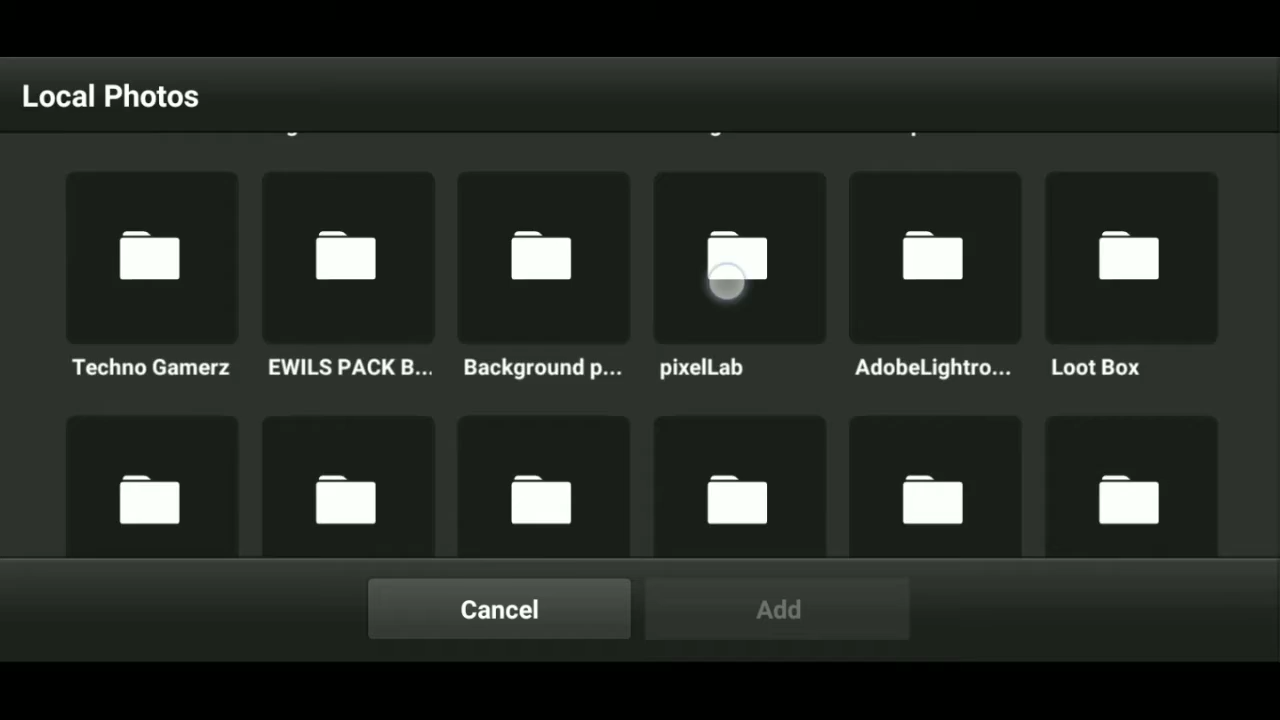 Local Photos
Techno Gamerz
EWILS PACK B...
Background p...
pixelLab
AdobeLightro...
Loot Box
Cancel
Add